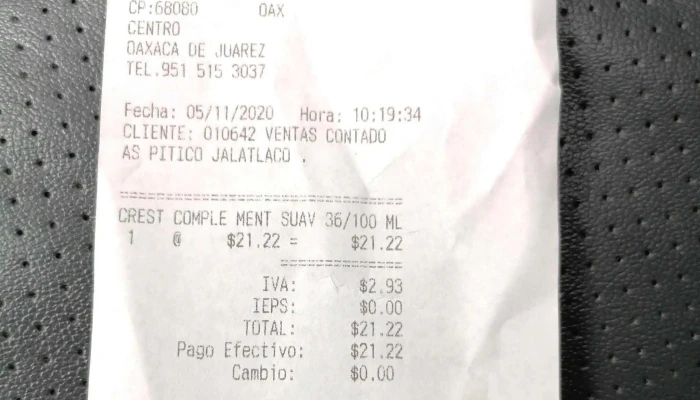 CP:68080 OAX
CENTRO
OAXACA DE JUAREZ
TEL.951 515 3037
Fecha: 05/11/2020 Hora: 10:19:34
CLIENTE: 010642 VENTAS CONTADO
AS PITICO JALATLACO .
================================
CREST COMPLE MENT SUAV 36/100 ML
1 @ $21.22 = $21.22
==============
IVA: $2.93
IEPS: $0.00
TOTAL: $21.22
Pago Efectivo: $21.22
Cambio: $0.00